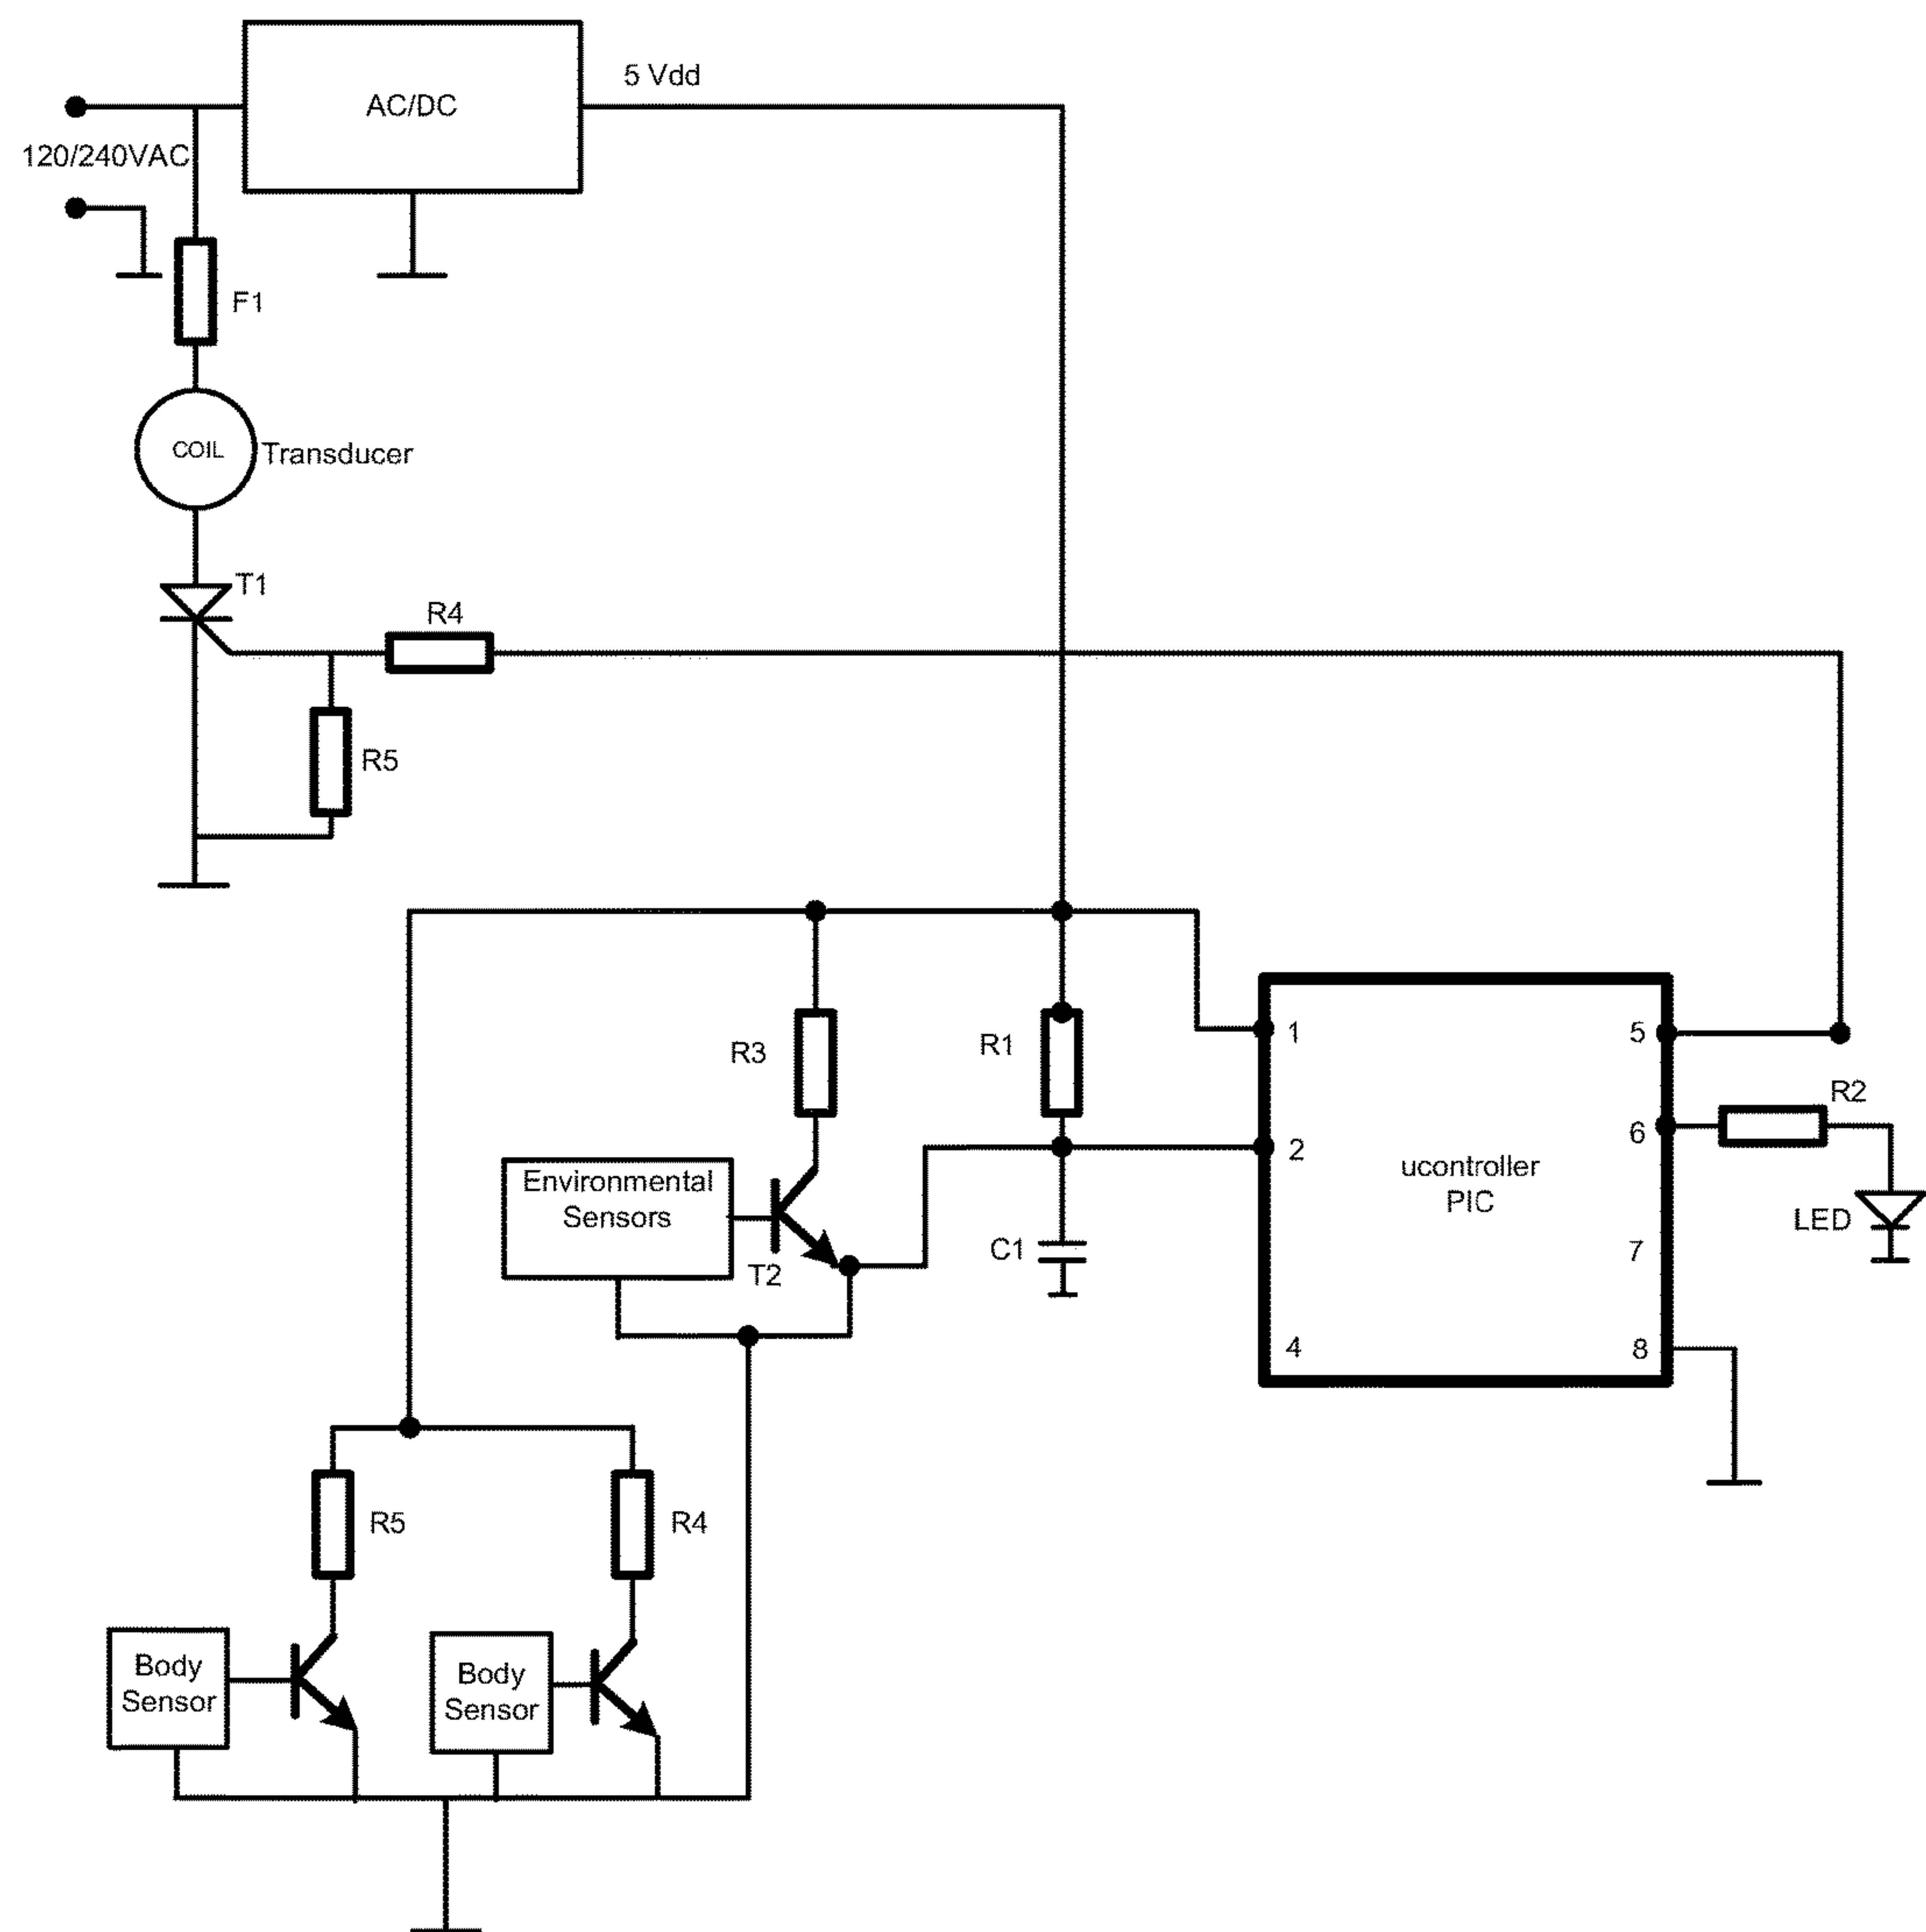 5 Vdd
AC/DC
120/240VAC
F1
COIL
Transducer
T1
R4
R5
R3
R1
1
5
R2
2
6
Environmental
Sensors
ucontroller
PIC
LED
C1
T2
7
4
8
R5
R4
Body
Sensor
Body
Sensor